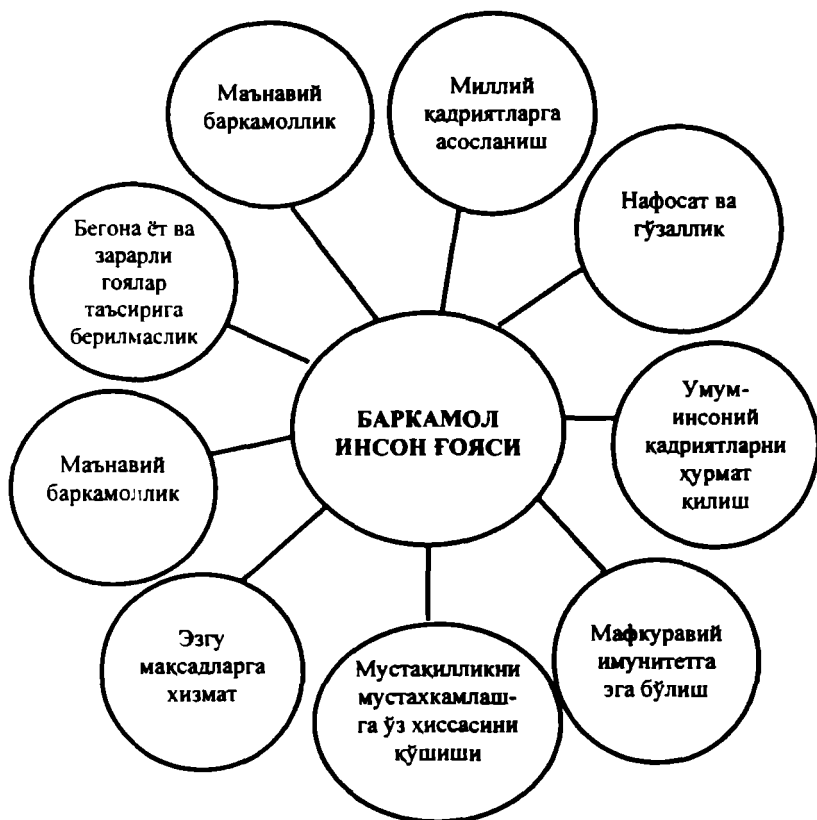 Маънавий
баркамоллик
Миллий
қадриятларга
асосланиш
Нафосат ва
гўзаллик
Бегона ёт ва
зарарли
ғоялар
таъсирига
берилмаслик
БАРКАМОЛ
ИНСОН ҒОЯСИ
Умум-
инсоний
қадриятларни
ҳурмат
қилиш
Маънавий
баркамоллик
Эзгу
мақсадларга
хизмат
Мустақилликни
мустахкамлаш-
га ўз ҳиссасини
қўшиши
Мафкуравий
имунитетга
эга бўлиш